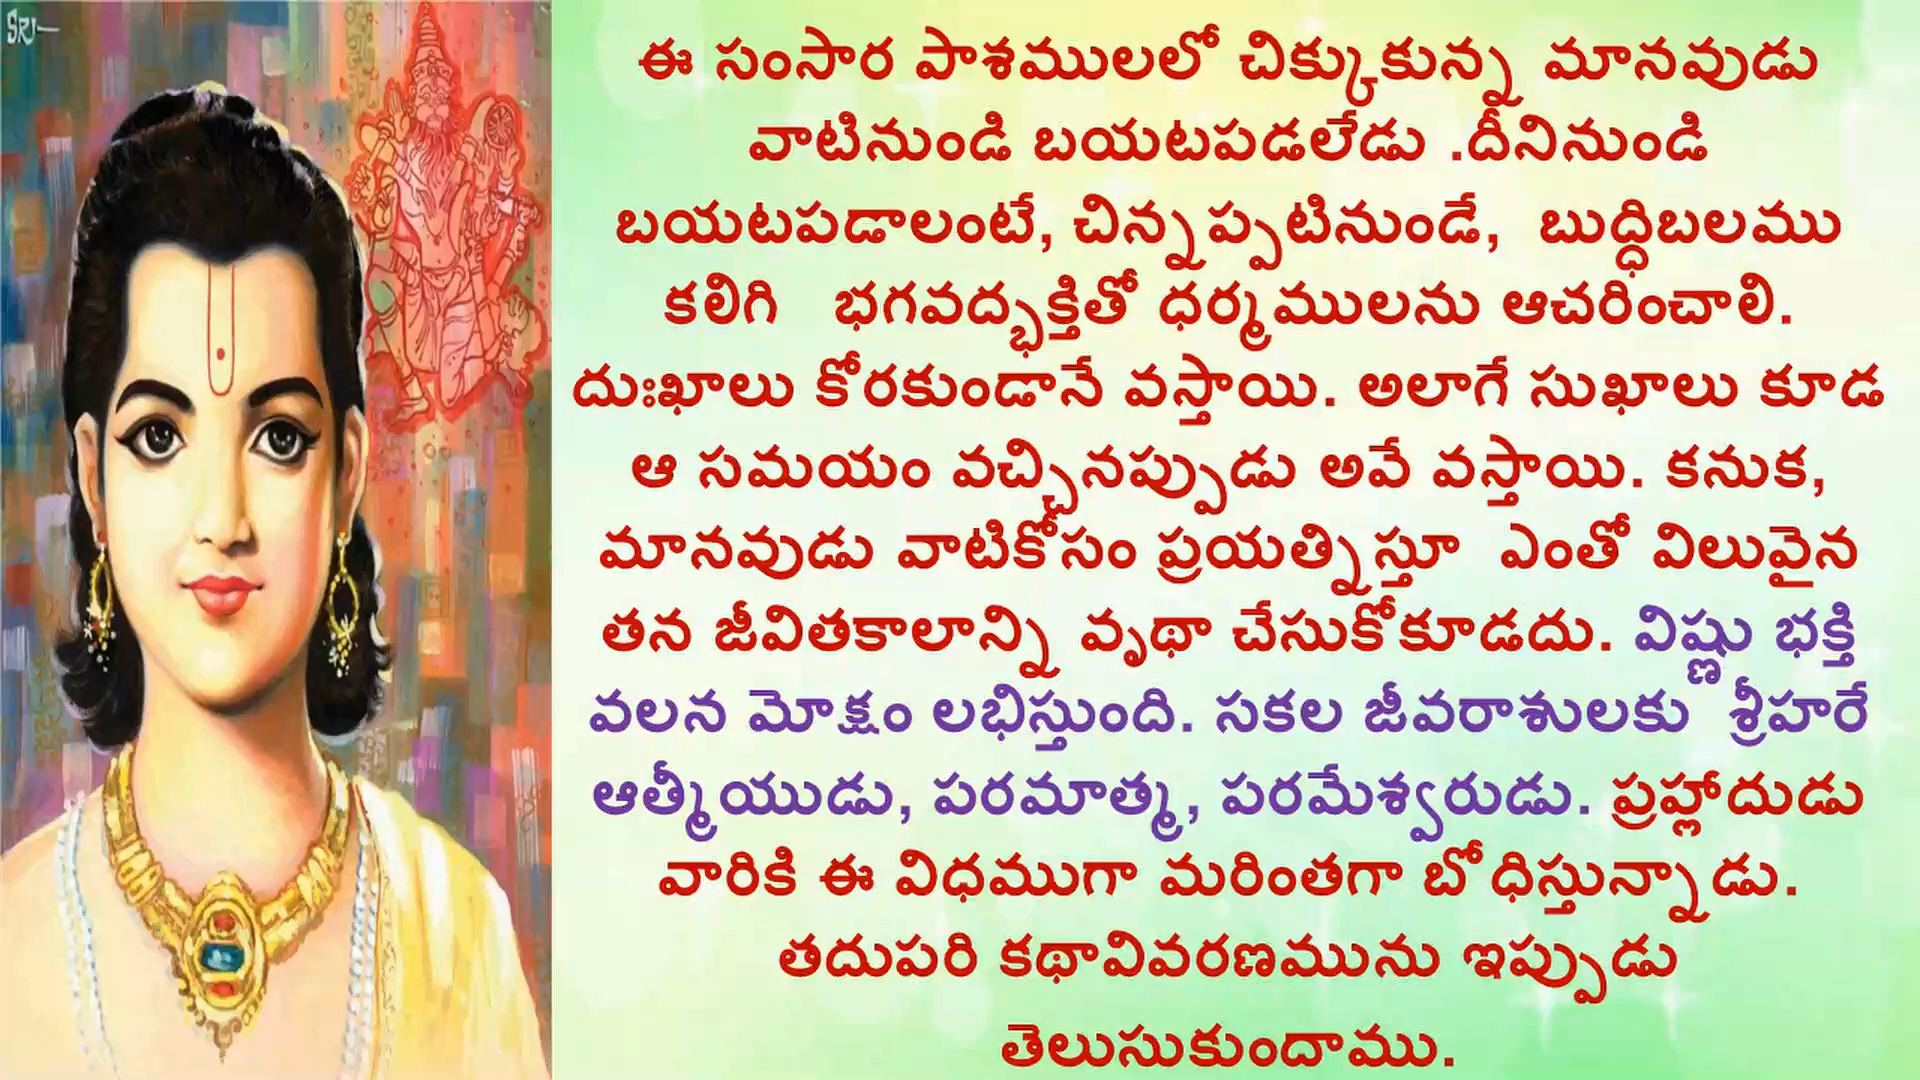 SRJ
ఈ సంసార పాశములలో చిక్కుకున్న మానవుడు
వాటినుండి బయటపడలేడు .దీనినుండి
బయటపడాలంటే, చిన్నప్పటినుండే, బుద్ధిబలము
కలిగి భగవద్భక్తితో ధర్మములను ఆచరించాలి.
దుఃఖాలు కోరకుండానే వస్తాయి. అలాగే సుఖాలు కూడ
ఆ సమయం వచ్చినప్పుడు అవే వస్తాయి. కనుక,
మానవుడు వాటికోసం ప్రయత్నిస్తూ ఎంతో విలువైన
తన జీవితకాలాన్ని వృథా చేసుకోకూడదు. విష్ణు భక్తి
వలన మోక్షం లభిస్తుంది. సకల జీవరాశులకు శ్రీహరే
ఆత్మీయుడు, పరమాత్మ, పరమేశ్వరుడు. ప్రహ్లాదుడు
వారికి ఈ విధముగా మరింతగా బోధిస్తున్నాడు.
తదుపరి కథావివరణమును ఇప్పుడు
తెలుసుకుందాము.